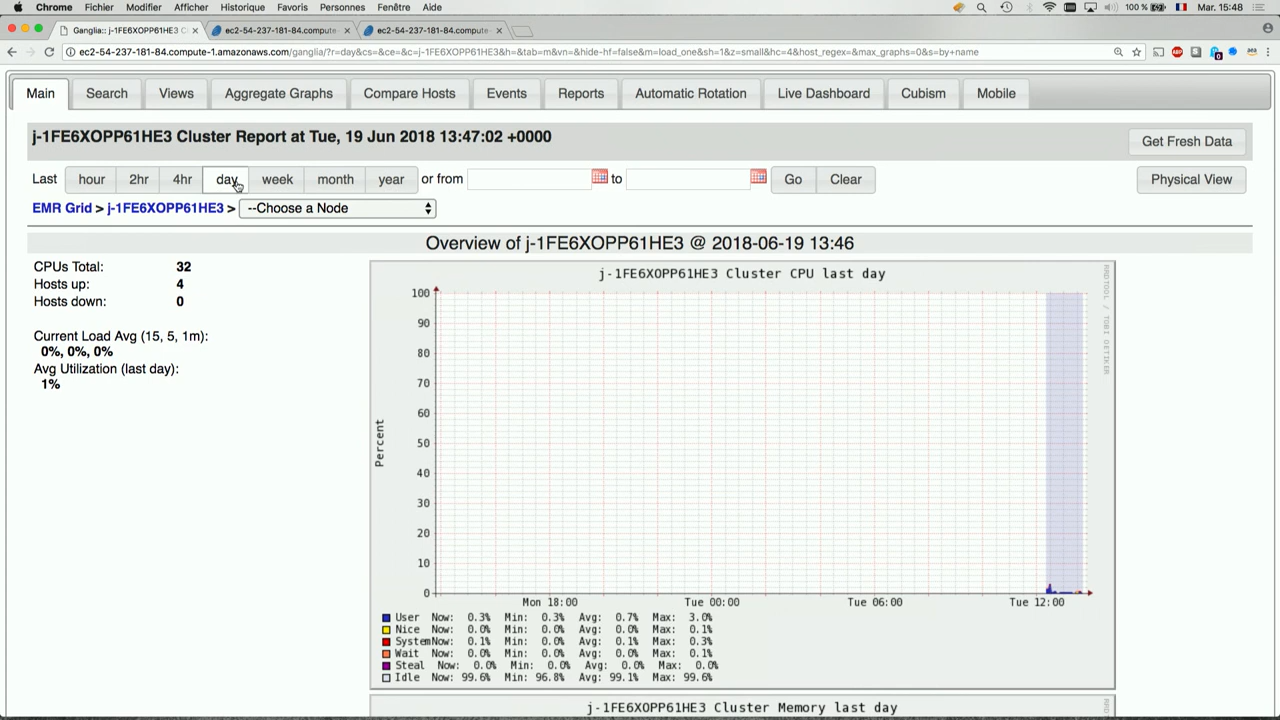 Chrome Fichier Modifier Afficher Historique Favoris Personnes Fenêtre Aide 100 % Mar. 15:48
Ganglia:: j-1FE6XOPP61HE3 Cl ec2-54-237-181-84.compute-1. ec2-54-237-181-84.compute-1.
ec2-54-237-181-84.compute-1.amazonaws.com/ganglia/?r=day&cs=&ce=&c=j-1FE6XOPP61HE3&h=&tab=m&vn=&hide-hf=false&m=load_one&sh=1&z=small&hc=4&host_regex=&max_graphs=0&s=by+name
Main Search Views Aggregate Graphs Compare Hosts Events Reports Automatic Rotation Live Dashboard Cubism Mobile
j-1FE6XOPP61HE3 Cluster Report at Tue, 19 Jun 2018 13:47:02 +0000 Get Fresh Data
Last hour 2hr 4hr day week month year or from to Go Clear Physical View
EMR Grid > j-1FE6XOPP61HE3 > --Choose a Node
Overview of j-1FE6XOPP61HE3 @ 2018-06-19 13:46
CPUs Total: 32
Hosts up: 4
Hosts down: 0
Current Load Avg (15, 5, 1m):
0%, 0%, 0%
Avg Utilization (last day):
1%
j-1FE6XOPP61HE3 Cluster CPU last day
RRDTOOL / TOBI OETIKER
Percent
100
90
80
70
60
50
40
30
20
10
0
Mon 18:00 Tue 00:00 Tue 06:00 Tue 12:00
User Now: 0.3% Min: 0.3% Avg: 0.7% Max: 3.0%
Nice Now: 0.0% Min: 0.0% Avg: 0.0% Max: 0.1%
System Now: 0.1% Min: 0.0% Avg: 0.1% Max: 0.3%
Wait Now: 0.0% Min: 0.0% Avg: 0.0% Max: 0.1%
Steal Now: 0.0% Min: 0.0% Avg: 0.0% Max: 0.0%
Idle Now: 99.6% Min: 96.8% Avg: 99.1% Max: 99.6%
j-1FE6XOPP61HE3 Cluster Memory last day